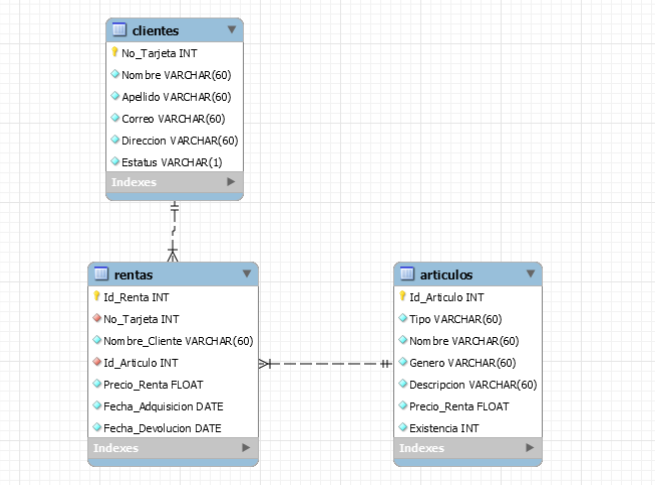 clientes
No_Tarjeta INT
Nombre VARCHAR(60)
Apellido VARCHAR(60)
Correo VARCHAR(60)
Direccion VARCHAR(60)
Estatus VARCHAR(1)
Indexes
rentas
Id_Renta INT
No_Tarjeta INT
Nombre_Cliente VARCHAR(60)
Id_Articulo INT
Precio_Renta FLOAT
Fecha_Adquisicion DATE
Fecha_Devolucion DATE
Indexes
articulos
Id_Articulo INT
Tipo VARCHAR(60)
Nombre VARCHAR(60)
Genero VARCHAR(60)
Descripcion VARCHAR(60)
Precio_Renta FLOAT
Existencia INT
Indexes